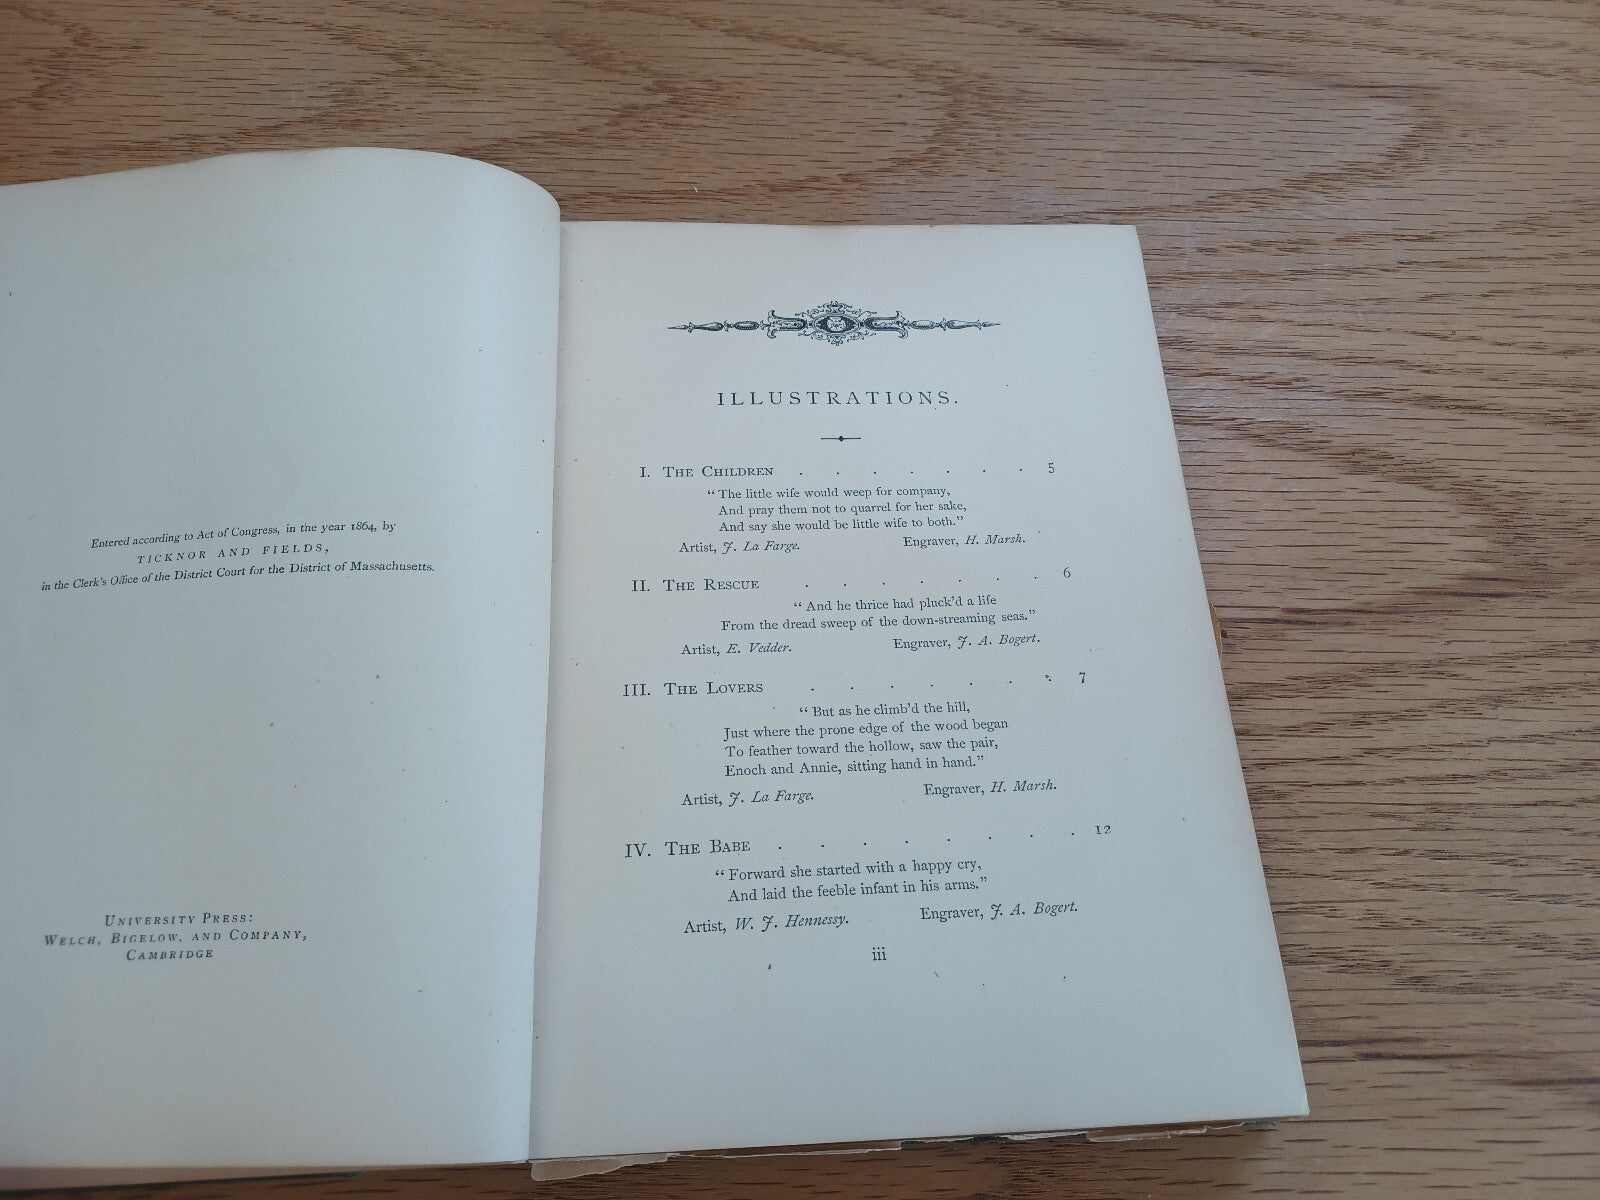 Entered according to Act of Congress, in the year 1864, by
TICKNOR AND FIELDS,
in the Clerk's Office of the District Court for the District of Massachusetts.
UNIVERSITY PRESS:
WELCH, BIGELOW, AND COMPANY,
CAMBRIDGE
ILLUSTRATIONS.
I. THE CHILDREN . . . . . . . 5
“The little wife would weep for company,
And pray them not to quarrel for her sake,
And say she would be little wife to both.”
Artist, J. La Farge. Engraver, H. Marsh.
II. THE RESCUE . . . . . . . 6
“And he thrice had pluck'd a life
From the dread sweep of the down-streaming seas.”
Artist, E. Vedder. Engraver, J. A. Bogert.
III. THE LOVERS . . . . . . . 7
“But as he climb'd the hill,
Just where the prone edge of the wood began
To feather toward the hollow, saw the pair,
Enoch and Annie, sitting hand in hand.”
Artist, J. La Farge. Engraver, H. Marsh.
IV. THE BABE . . . . . . . . 12
“Forward she started with a happy cry,
And laid the feeble infant in his arms.”
Artist, W. J. Hennessy. Engraver, J. A. Bogert.
iii